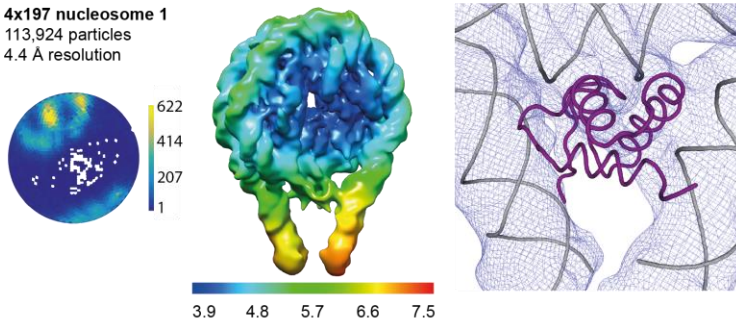 4x197 nucleosome 1
113,924 particles
4.4 Å resolution
622
414
207
1
3.9 4.8 5.7 6.6 7.5